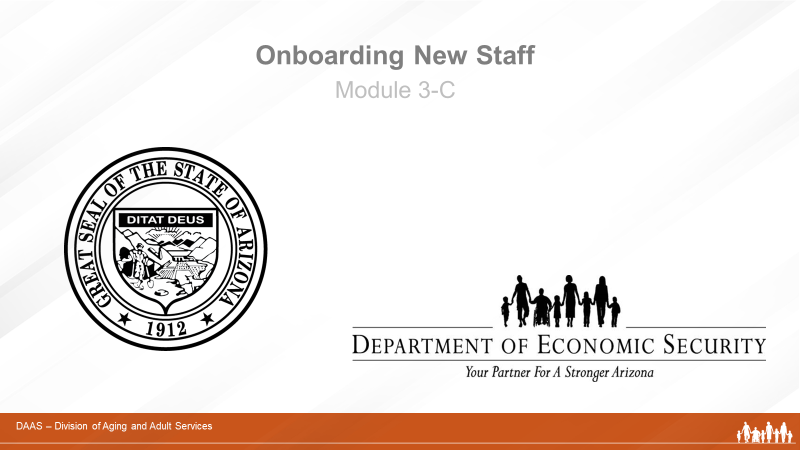 Onboarding New Staff
Module 3-C
GREAT SEAL OF THE STATE OF ARIZONA
DITAT DEUS
1912
DEPARTMENT OF ECONOMIC SECURITY
Your Partner For A Stronger Arizona
DAAS – Division of Aging and Adult Services